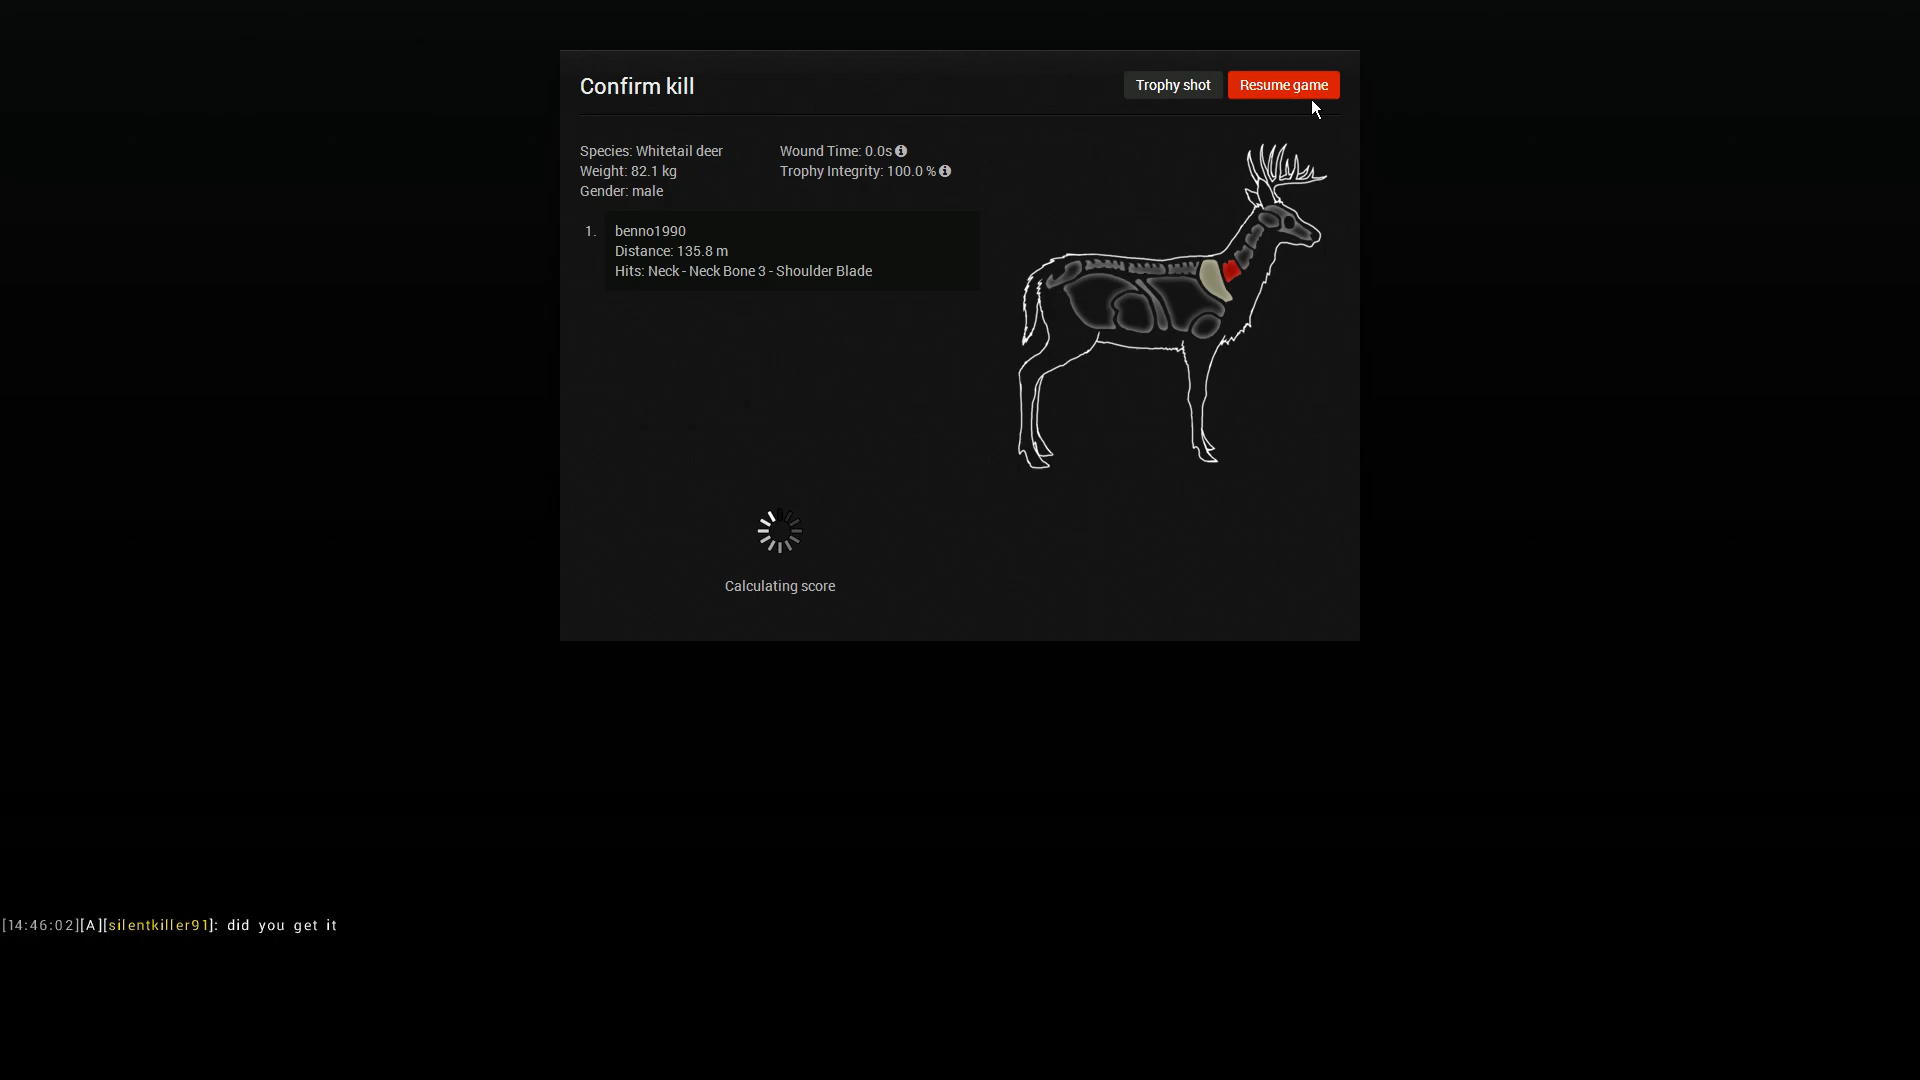 Confirm kill
Trophy shot
Resume game
Species: Whitetail deer
Weight: 82.1 kg
Gender: male
Wound Time: 0.0s
Trophy Integrity: 100.0 %
1.
benno1990
Distance: 135.8 m
Hits: Neck - Neck Bone 3 - Shoulder Blade
Calculating score
[14:46:02][A][silentkiller91]: did you get it